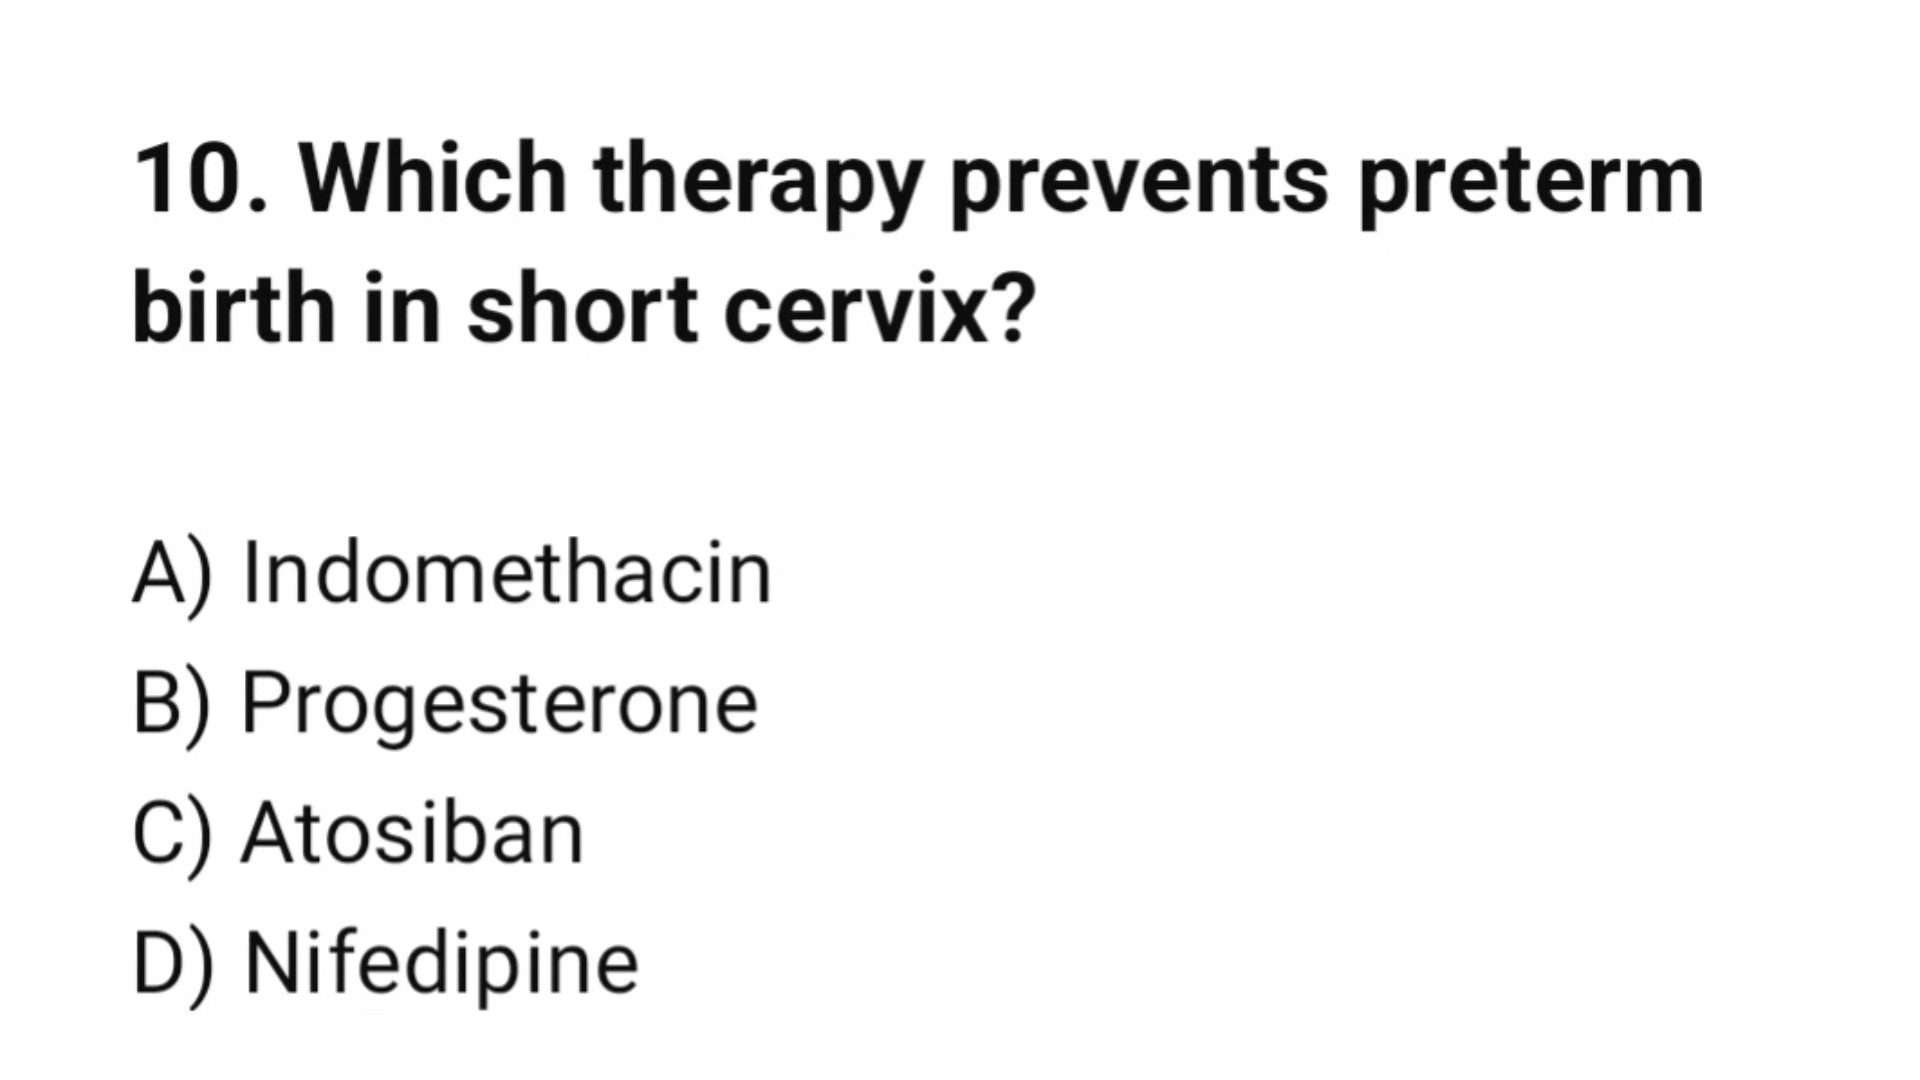 10. Which therapy prevents preterm
birth in short cervix?
A) Indomethacin
B) Progesterone
C) Atosiban
D) Nifedipine